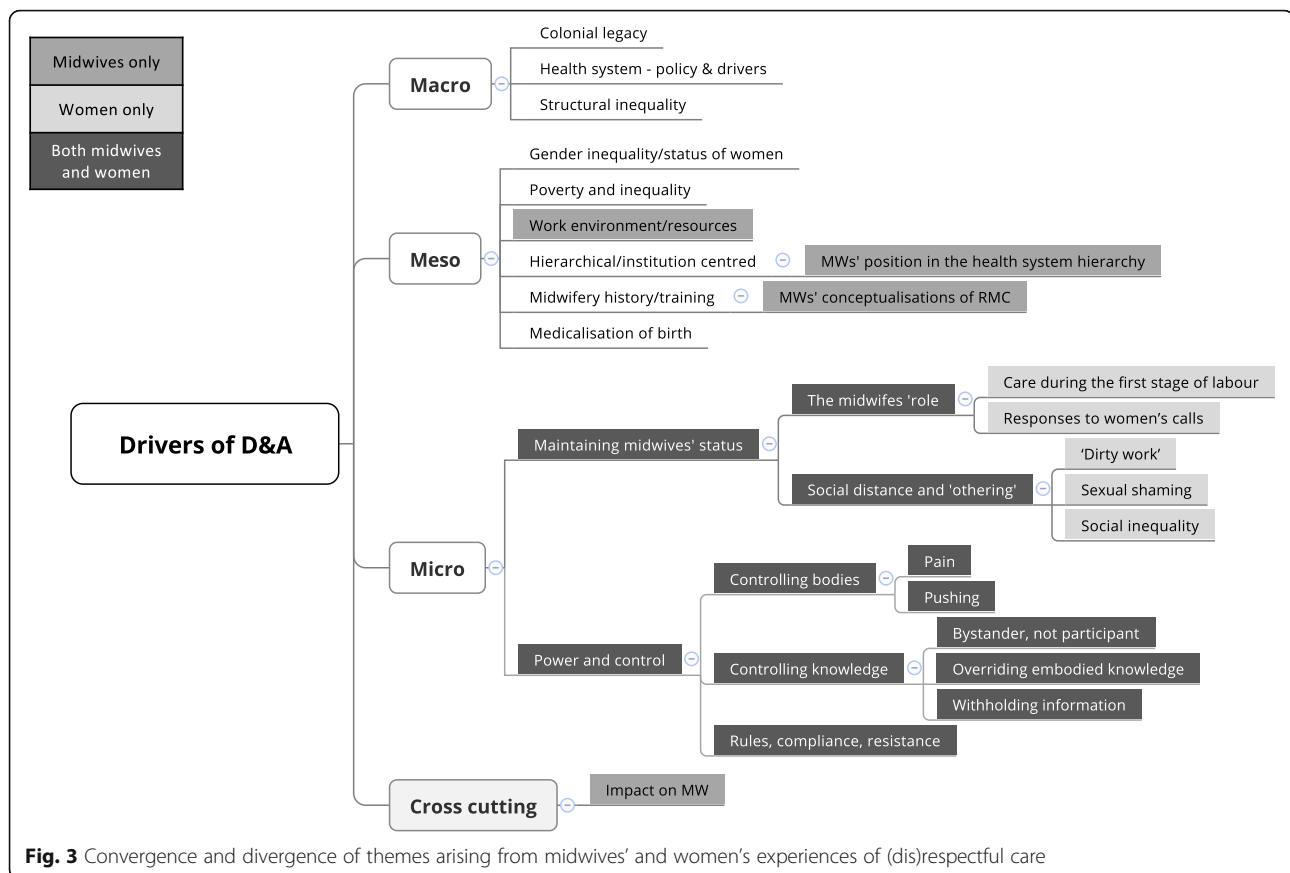 Midwives only
Women only
Both midwives
and women
Drivers of D&A
Macro
Colonial legacy
Health system - policy & drivers
Structural inequality
Meso
Gender inequality/status of women
Poverty and inequality
Work environment/resources
Hierarchical/institution centred
MWs' position in the health system hierarchy
Midwifery history/training
MWs' conceptualisations of RMC
Medicalisation of birth
Micro
Maintaining midwives' status
The midwifes 'role
Care during the first stage of labour
Responses to women’s calls
Social distance and 'othering'
‘Dirty work’
Sexual shaming
Social inequality
Power and control
Controlling bodies
Pain
Pushing
Controlling knowledge
Bystander, not participant
Overriding embodied knowledge
Withholding information
Rules, compliance, resistance
Cross cutting
Impact on MW
Fig. 3 Convergence and divergence of themes arising from midwives’ and women’s experiences of (dis)respectful care